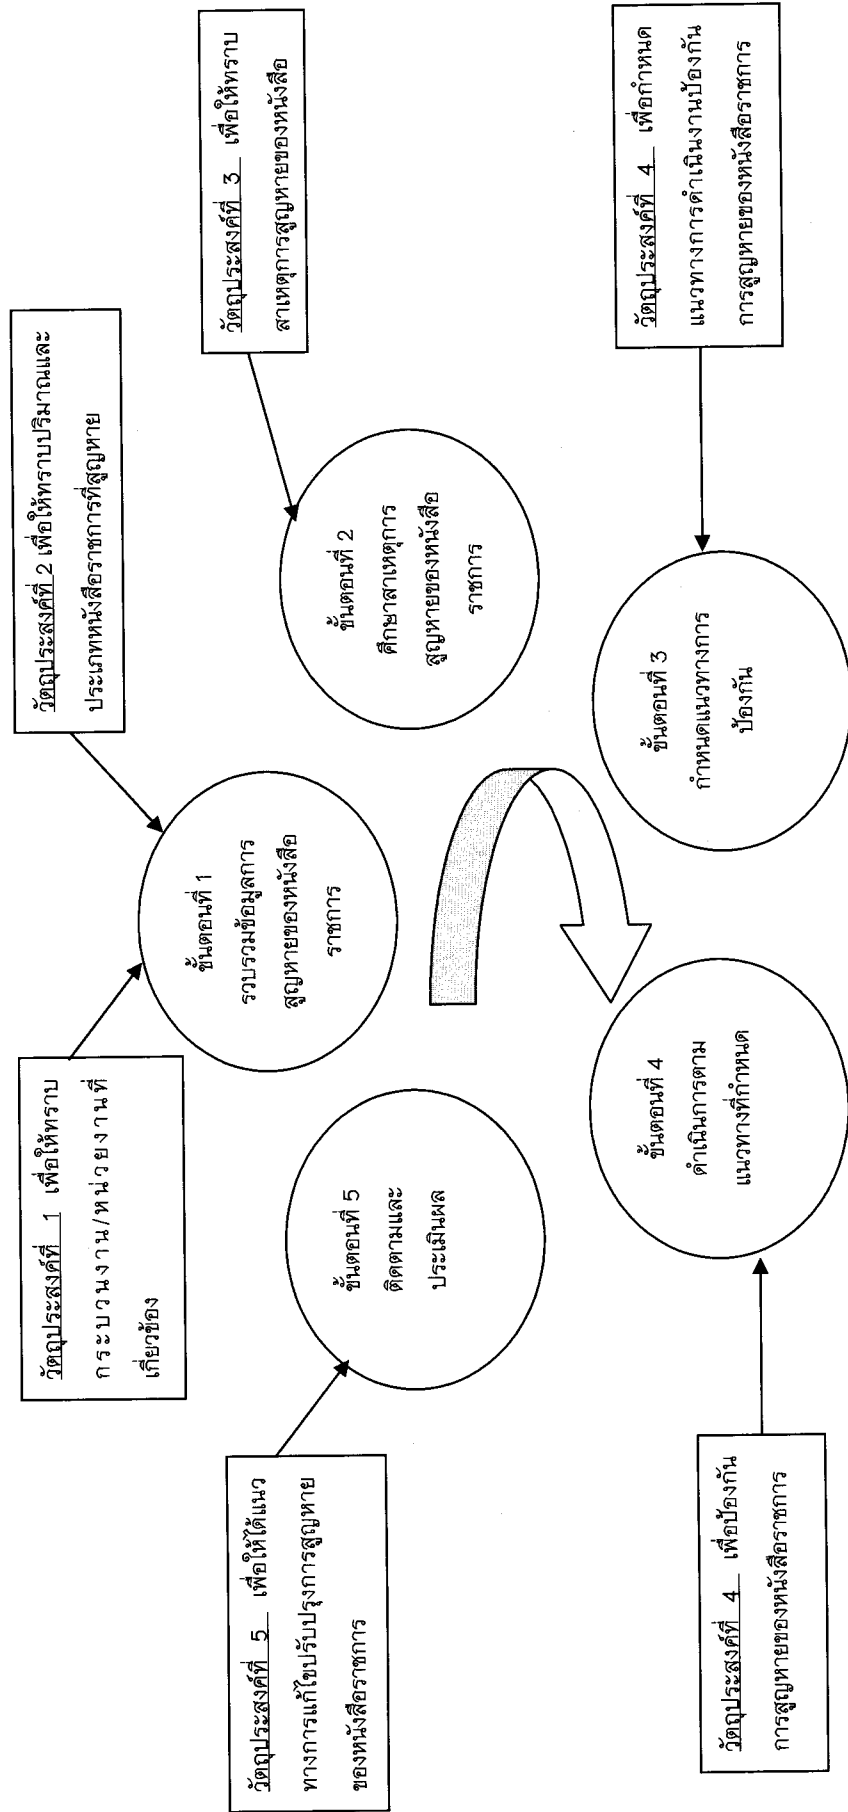 วัตถุประสงค์ที่ 1 เพื่อให้ทราบ
กระบวนงาน/หน่วยงานที่
เกี่ยวข้อง
วัตถุประสงค์ที่ 2 เพื่อให้ทราบปริมาณและ
ประเภทหนังสือราชการที่สูญหาย
ขั้นตอนที่ 1
รวบรวมข้อมูลการ
สูญหายของหนังสือ
ราชการ
วัตถุประสงค์ที่ 5 เพื่อให้ได้แนว
ทางการแก้ไขปรับปรุงการสูญหาย
ของหนังสือราชการ
ขั้นตอนที่ 5
ติดตามและ
ประเมินผล
ขั้นตอนที่ 2
ศึกษาสาเหตุการ
สูญหายของหนังสือ
ราชการ
วัตถุประสงค์ที่ 3 เพื่อให้ทราบ
สาเหตุการสูญหายของหนังสือ
วัตถุประสงค์ที่ 4 เพื่อป้องกัน
การสูญหายของหนังสือราชการ
ขั้นตอนที่ 4
ดำเนินการตาม
แนวทางที่กำหนด
ขั้นตอนที่ 3
กำหนดแนวทางการ
ป้องกัน
วัตถุประสงค์ที่ 4 เพื่อกำหนด
แนวทางการดำเนินงานป้องกัน
การสูญหายของหนังสือราชการ